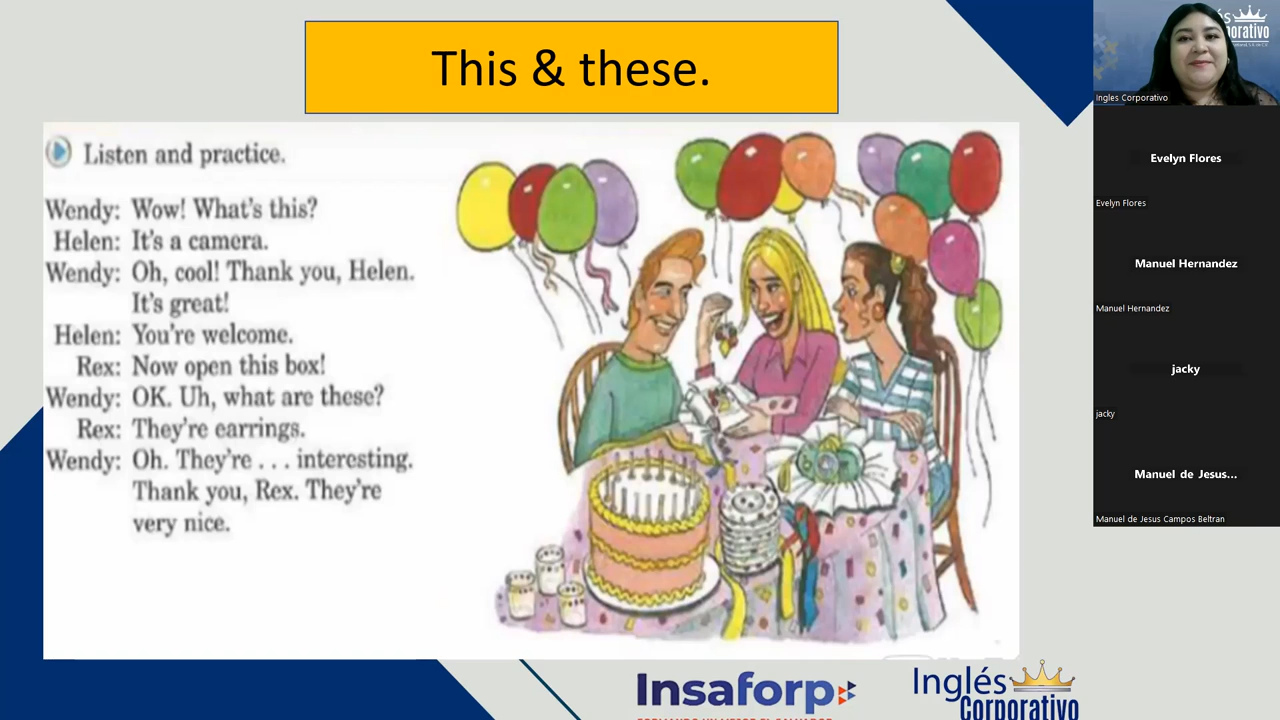 This & these.
Listen and practice.
Wendy: Wow! What's this?
Helen: It's a camera.
Wendy: Oh, cool! Thank you, Helen.
It's great!
Helen: You're welcome.
Rex: Now open this box!
Wendy: OK. Uh, what are these?
Rex: They're earrings.
Wendy: Oh. They're . . . interesting.
Thank you, Rex. They're
very nice.
Insaforp
Inglés
Corporativo
Ingles Corporativo
Evelyn Flores
Evelyn Flores
Manuel Hernandez
Manuel Hernandez
jacky
jacky
Manuel de Jesus...
Manuel de Jesus Campos Beltran